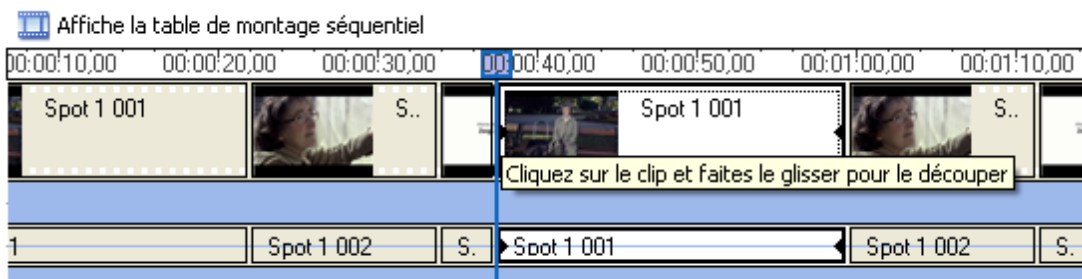 Affiche la table de montage séquentiel
00:00:10,00 00:00:20,00 00:00:30,00 00:00:40,00 00:00:50,00 00:01:00,00 00:01:10,00
Spot 1 001 S.. Spot 1 001 S..
Cliquez sur le clip et faites le glisser pour le découper
1 Spot 1 002 S. Spot 1 001 Spot 1 002 S.